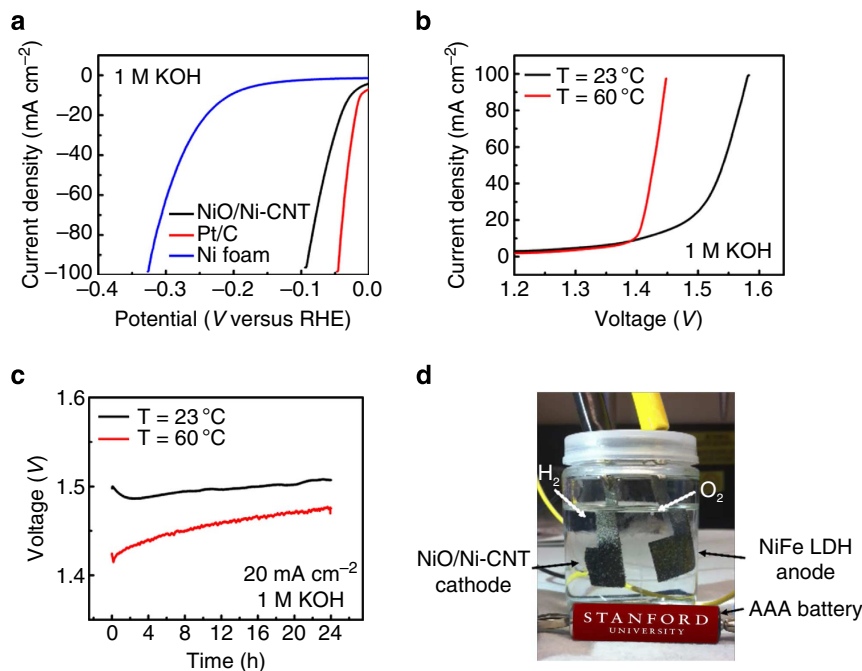 a
1 M KOH
Current density (mA cm⁻²)
0
−20
−40
−60
−80
−100
NiO/Ni-CNT
Pt/C
Ni foam
−0.4
−0.3
−0.2
−0.1
0.0
Potential (V versus RHE)
b
T = 23 °C
T = 60 °C
Current density (mA cm⁻²)
100
80
60
40
20
0
1 M KOH
1.2
1.3
1.4
1.5
1.6
Voltage (V)
c
T = 23 °C
T = 60 °C
Voltage (V)
1.6
1.5
1.4
20 mA cm⁻²
1 M KOH
0
4
8
12
16
20
24
Time (h)
d
H₂
O₂
NiO/Ni-CNT
cathode
NiFe LDH
anode
AAA battery
STANFORD
UNIVERSITY